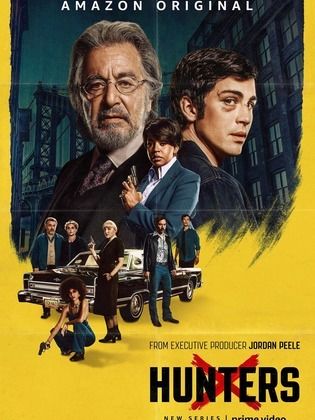 AMAZON ORIGINAL
FROM EXECUTIVE PRODUCER JORDAN PEELE
HUNTERS
NEW SERIES | prime video